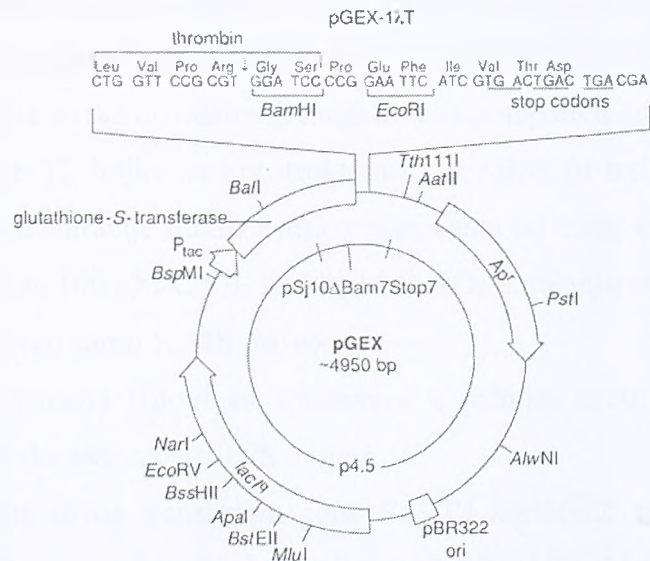 pGEX-1λT
thrombin
Leu Val Pro Arg ↓ Gly Ser Pro Glu Phe Ile Val Thr Asp
CTG GTT CCG CGT GGA TCC CCG GAA TTC ATC GTG ACTGAC TGA CGA
BamHI EcoRI stop codons
Tth111I
BalI AatII
glutathione-S-transferase
Ptac
BspMI pSj10ΔBam7Stop7 Apr
PstI
pGEX
~4950 bp
NarI p4.5 AlwNI
EcoRV lacIq
BssHII
ApaI pBR322
BstEII ori
MluI